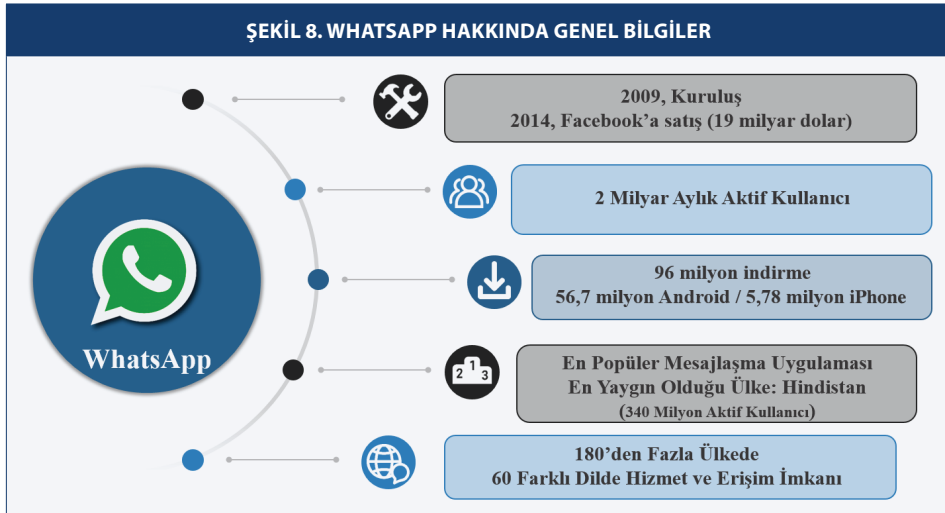 ŞEKİL 8. WHATSAPP HAKKINDA GENEL BİLGİLER
2009, Kuruluş
2014, Facebook’a satış (19 milyar dolar)
2 Milyar Aylık Aktif Kullanıcı
96 milyon indirme
56,7 milyon Android / 5,78 milyon iPhone
WhatsApp
2 1 3
En Popüler Mesajlaşma Uygulaması
En Yaygın Olduğu Ülke: Hindistan
(340 Milyon Aktif Kullanıcı)
180’den Fazla Ülkede
60 Farklı Dilde Hizmet ve Erişim İmkanı